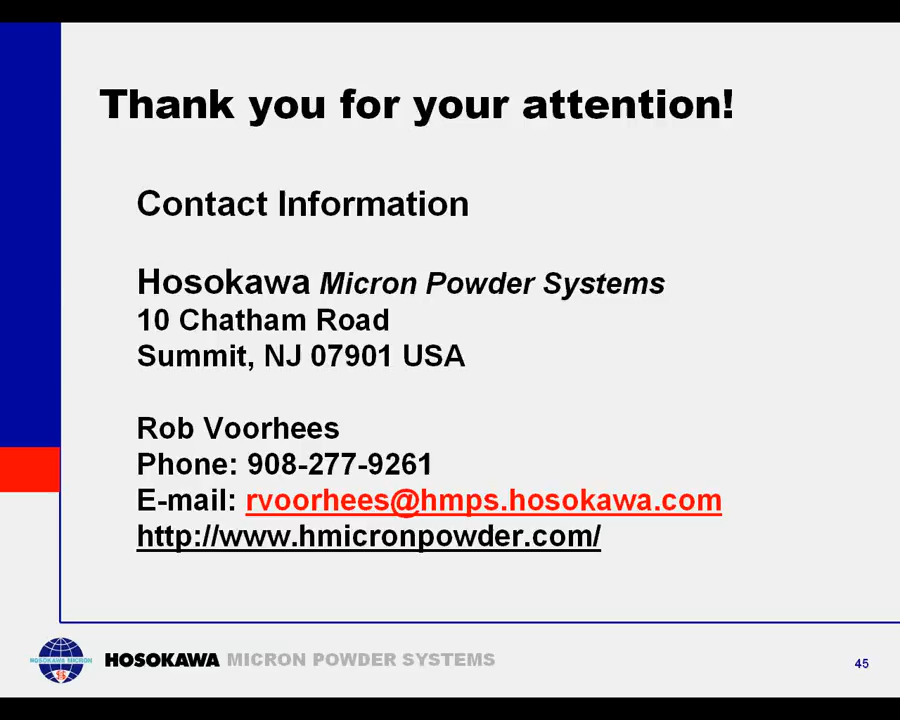 Thank you for your attention!
Contact Information
Hosokawa Micron Powder Systems
10 Chatham Road
Summit, NJ 07901 USA
Rob Voorhees
Phone: 908-277-9261
E-mail: rvoorhees@hmps.hosokawa.com
http://www.hmicronpowder.com/
HOSOKAWA MICRON
HOSOKAWA MICRON POWDER SYSTEMS
45